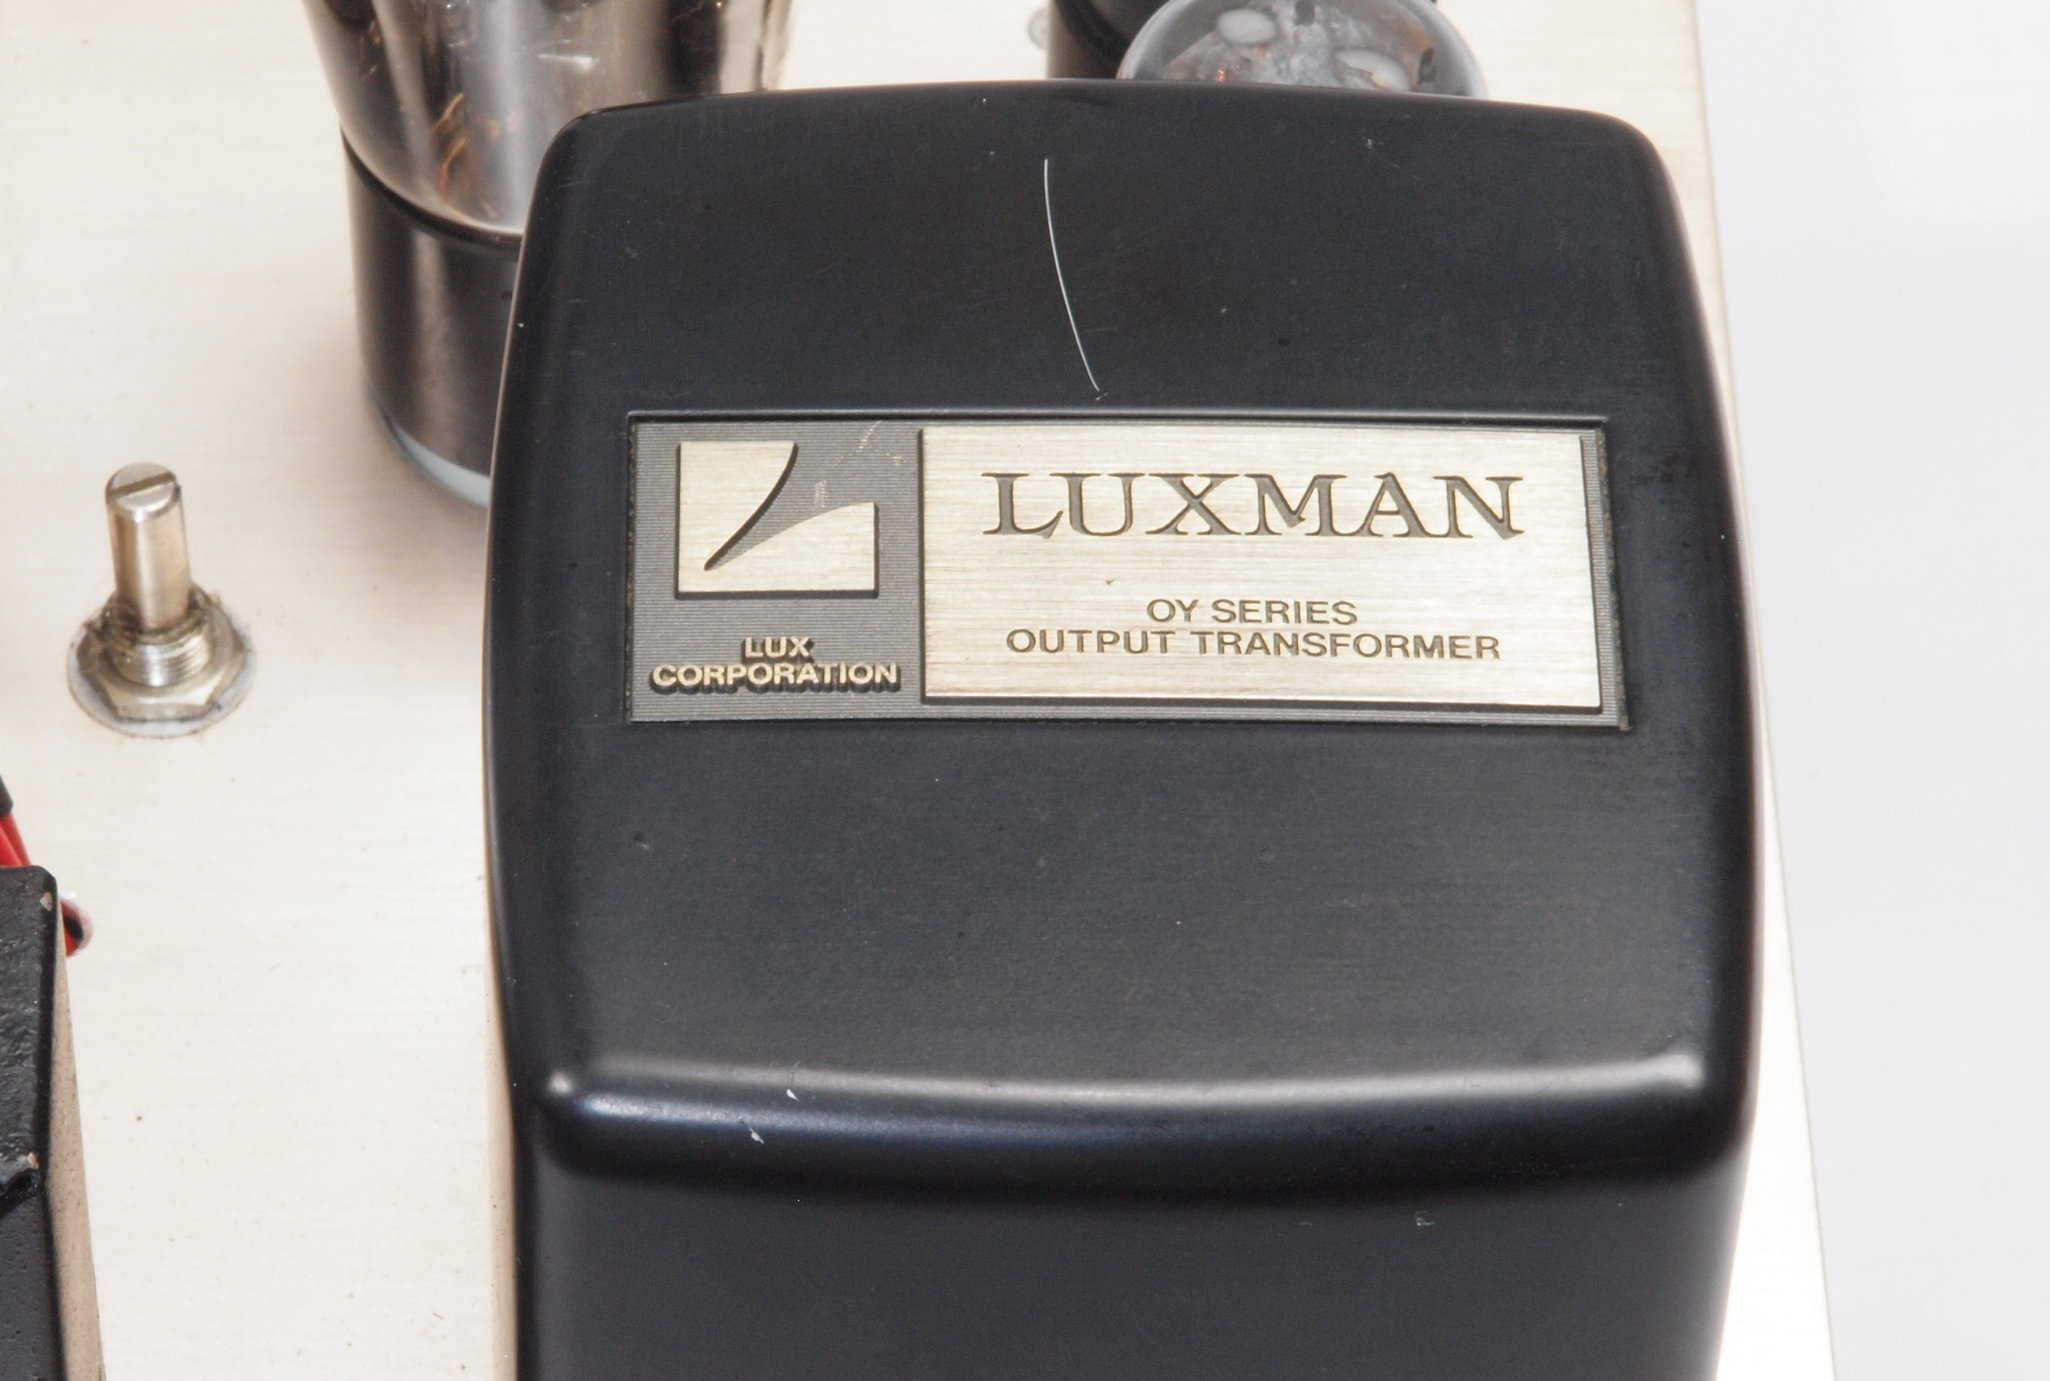 LUXMAN
OY SERIES
OUTPUT TRANSFORMER
LUX
CORPORATION